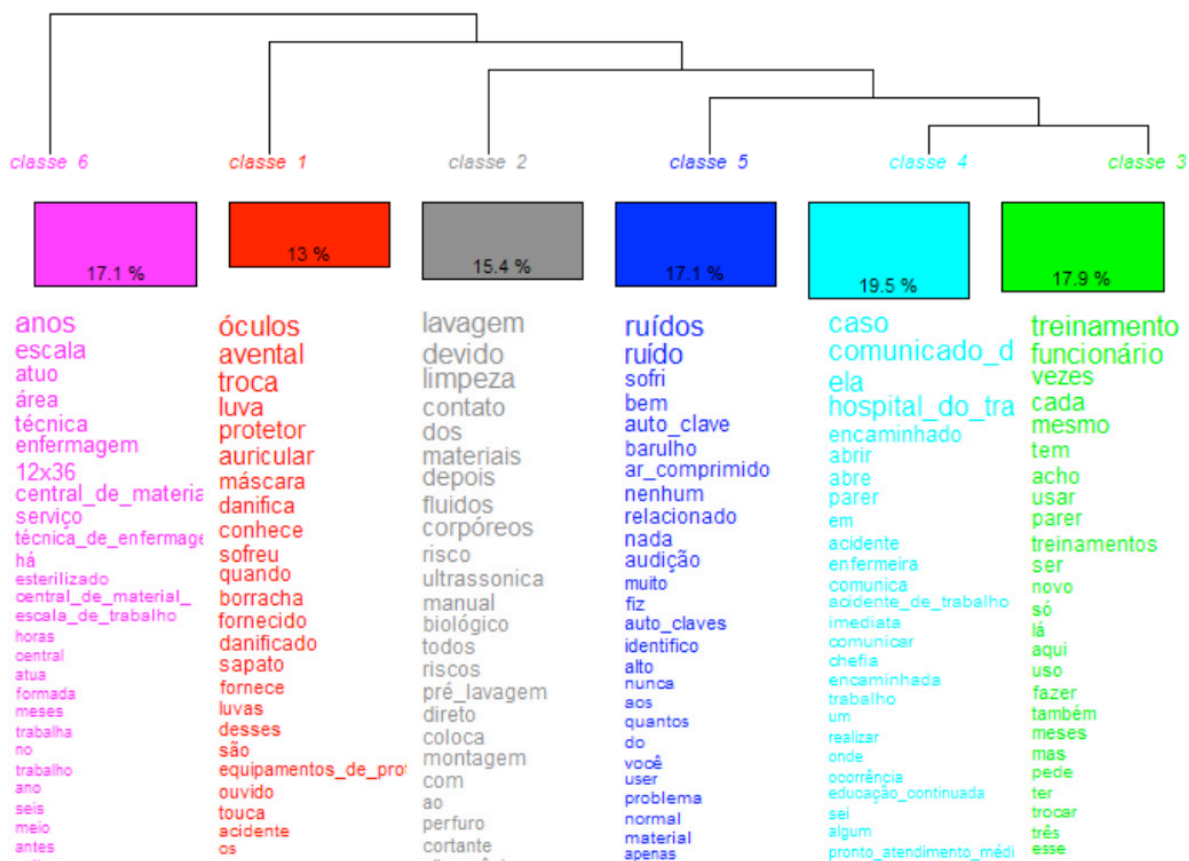 classe 6
classe 1
classe 2
classe 5
classe 4
classe 3
17.1 %
13 %
15.4 %
17.1 %
19.5 %
17.9 %
anos
escala
atuo
área
técnica
enfermagem
12x36
central_de_materia
serviço
técnica_de_enfermage
há
esterilizado
central_de_material_
escala_de_trabalho
horas
central
atua
formada
meses
trabalha
no
trabalho
ano
seis
meio
antes
óculos
avental
troca
luva
protetor
auricular
máscara
danifica
conhece
sofreu
quando
borracha
fornecido
danificado
sapato
fornece
luvas
desses
são
equipamentos_de_prot
ouvido
touca
acidente
os
lavagem
devido
limpeza
contato
dos
materiais
depois
fluidos
corpóreos
risco
ultrassonica
manual
biológico
todos
riscos
pré_lavagem
direto
coloca
montagem
com
ao
perfuro
cortante
ruídos
ruído
sofri
bem
auto_clave
barulho
ar_comprimido
nenhum
relacionado
nada
audição
muito
fiz
auto_claves
identifico
alto
nunca
aos
quantos
do
você
user
problema
normal
material
apenas
caso
comunicado_d
ela
hospital_do_tra
encaminhado
abrir
abre
parer
em
acidente
enfermeira
comunica
acidente_de_trabalho
imediata
comunicar
chefia
encaminhada
trabalho
um
realizar
onde
ocorrência
educação_continuada
sei
algum
pronto_atendimento_médi
treinamento
funcionário
vezes
cada
mesmo
tem
acho
usar
parer
treinamentos
ser
novo
só
lá
aqui
uso
fazer
também
meses
mas
pede
ter
trocar
três
esse